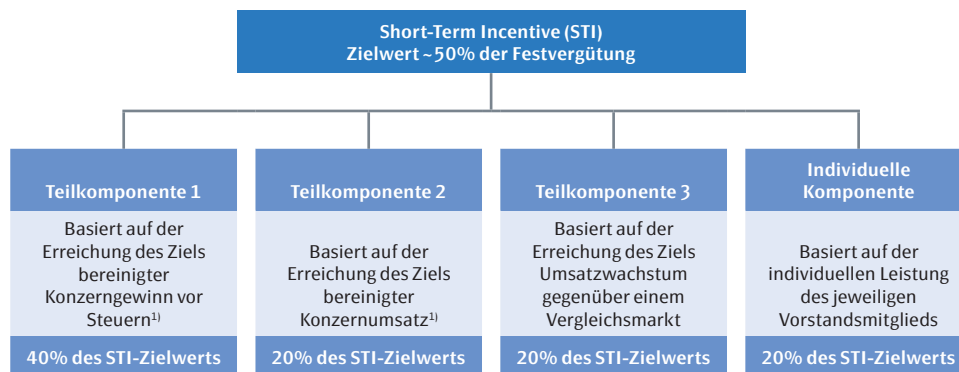 Short-Term Incentive (STI)
Zielwert ~50% der Festvergütung
Teilkomponente 1
Basiert auf der
Erreichung des Ziels
bereinigter
Konzerngewinn vor
Steuern1)
40% des STI-Zielwerts
Teilkomponente 2
Basiert auf der
Erreichung des Ziels
bereinigter
Konzernumsatz1)
20% des STI-Zielwerts
Teilkomponente 3
Basiert auf der
Erreichung des Ziels
Umsatzwachstum
gegenüber einem
Vergleichsmarkt
20% des STI-Zielwerts
Individuelle
Komponente
Basiert auf der
individuellen Leistung
des jeweiligen
Vorstandsmitglieds
20% des STI-Zielwerts